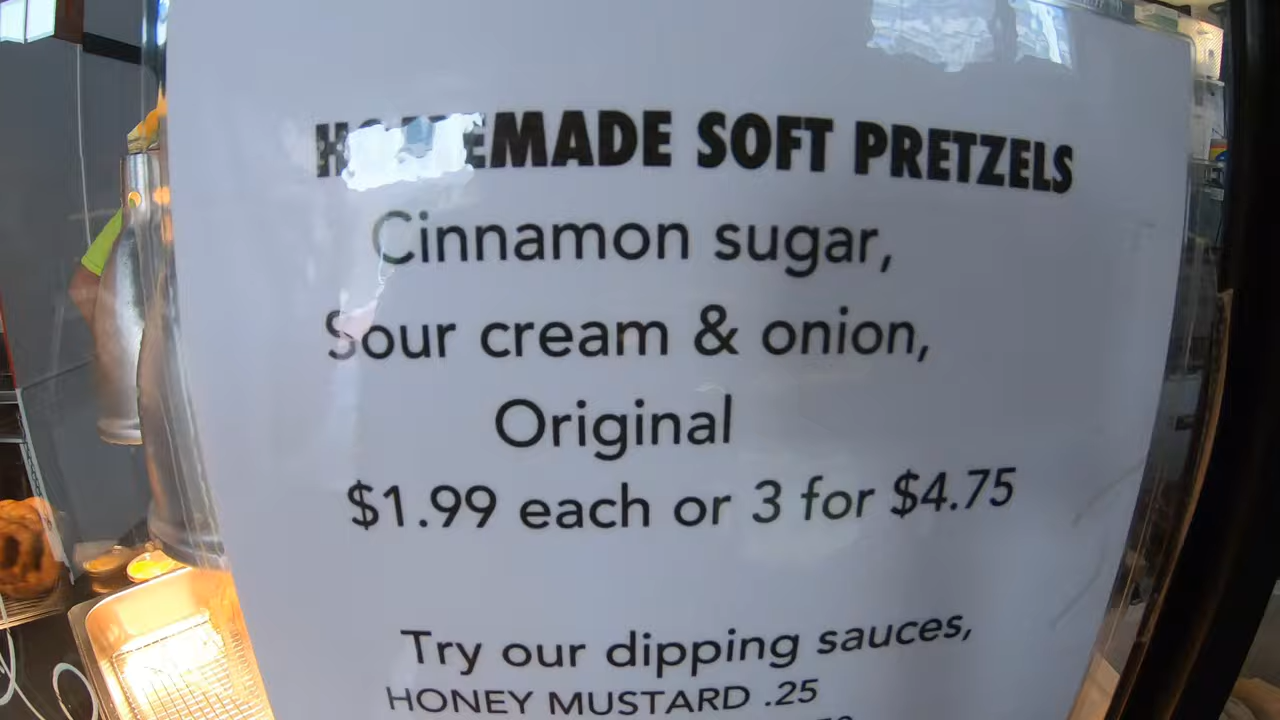 HOMEMADE SOFT PRETZELS
Cinnamon sugar,
Sour cream & onion,
Original
$1.99 each or 3 for $4.75
Try our dipping sauces,
HONEY MUSTARD .25